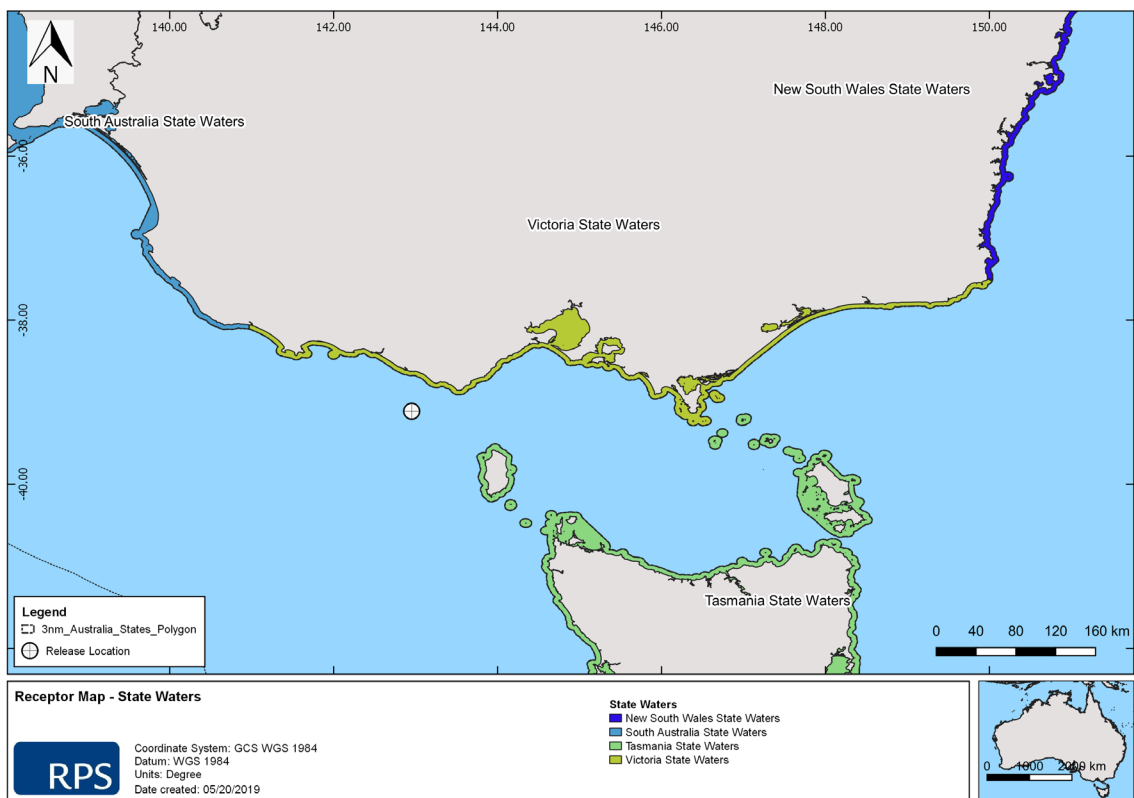 140.00
142.00
144.00
146.00
148.00
150.00
N
New South Wales State Waters
South Australia State Waters
-36.00
Victoria State Waters
-38.00
-40.00
Tasmania State Waters
Legend
3nm_Australia_States_Polygon
Release Location
0 40 80 120 160 km
Receptor Map - State Waters
State Waters
New South Wales State Waters
South Australia State Waters
Tasmania State Waters
Victoria State Waters
RPS
Coordinate System: GCS WGS 1984
Datum: WGS 1984
Units: Degree
Date created: 05/20/2019
0 1000 2000 km